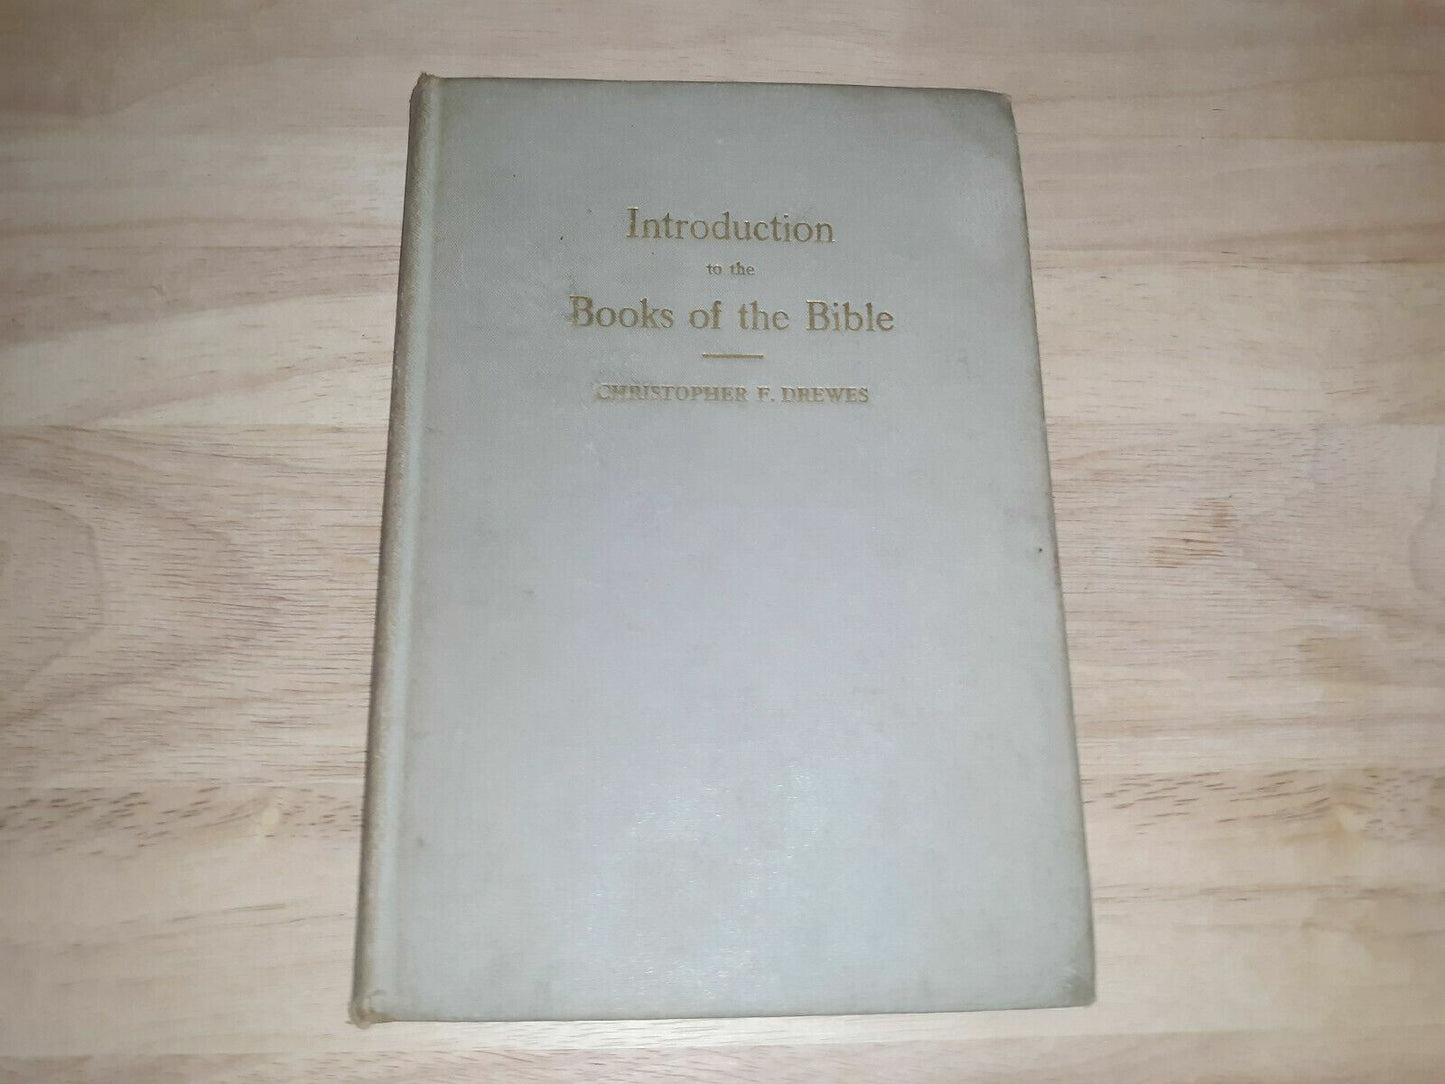 Introduction
to the
Books of the Bible
CHRISTOPHER F. DREWES